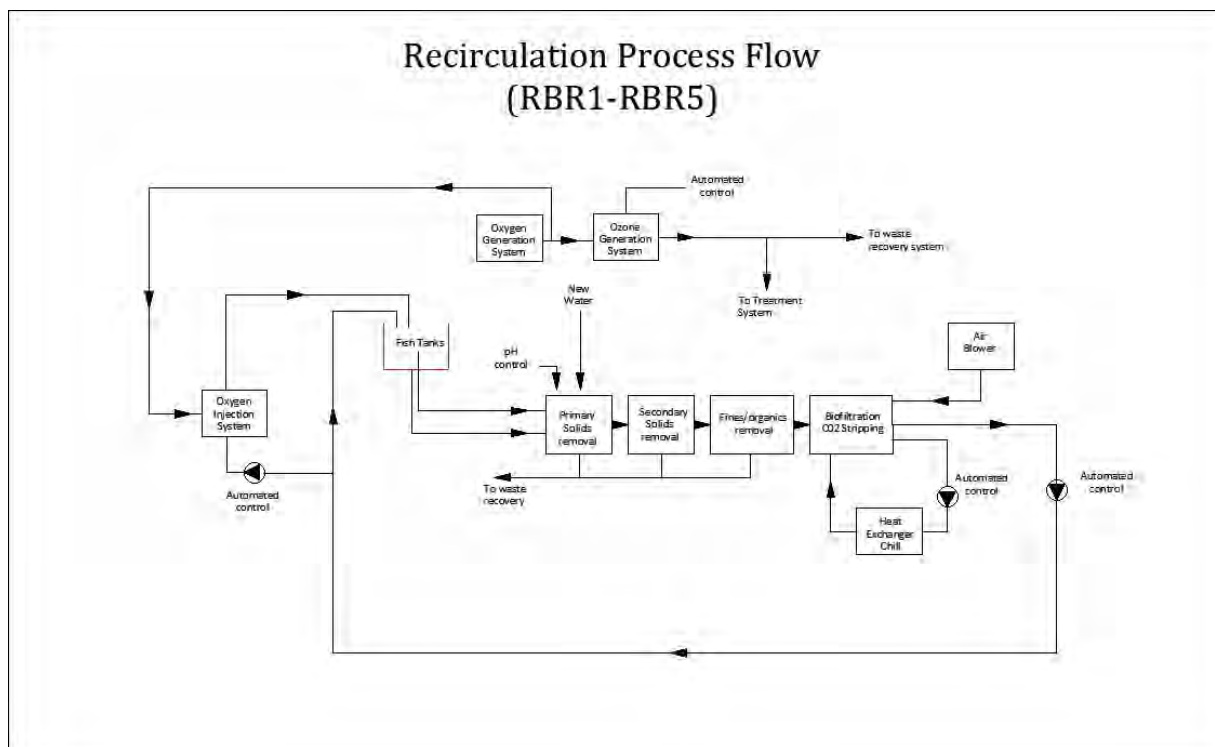 Recirculation Process Flow
(RBR1-RBR5)
Automated
control
Oxygen
Generation
System
Ozone
Generation
System
To waste
recovery system
New
Water
To Treatment
System
Fish Tanks
Air
Blower
pH
control
Oxygen
Injection
System
Primary
Solids
removal
Secondary
Solids
removal
Fines/organics
removal
Biofiltration
CO2 Stripping
Automated
control
To waste
recovery
Automated
control
Automated
control
Heat
Exchanger
Chill